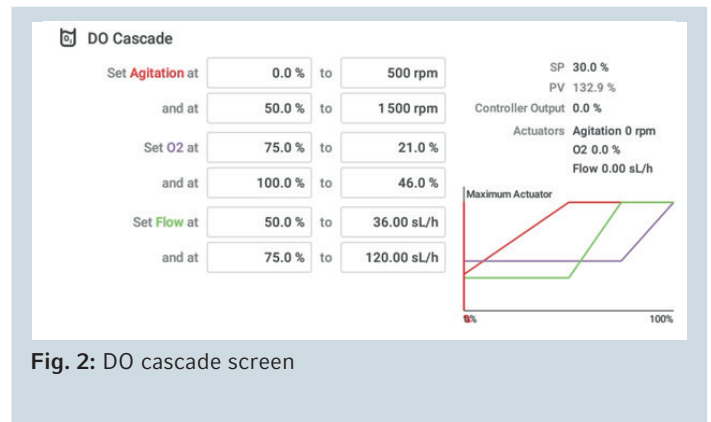 DO Cascade
Set Agitation at 0.0 % to 500 rpm
and at 50.0 % to 1 500 rpm
Set O2 at 75.0 % to 21.0 %
and at 100.0 % to 46.0 %
Set Flow at 50.0 % to 36.00 sL/h
and at 75.0 % to 120.00 sL/h
SP 30.0 %
PV 132.9 %
Controller Output 0.0 %
Actuators Agitation 0 rpm
O2 0.0 %
Flow 0.00 sL/h
Maximum Actuator
0% 100%
Fig. 2: DO cascade screen